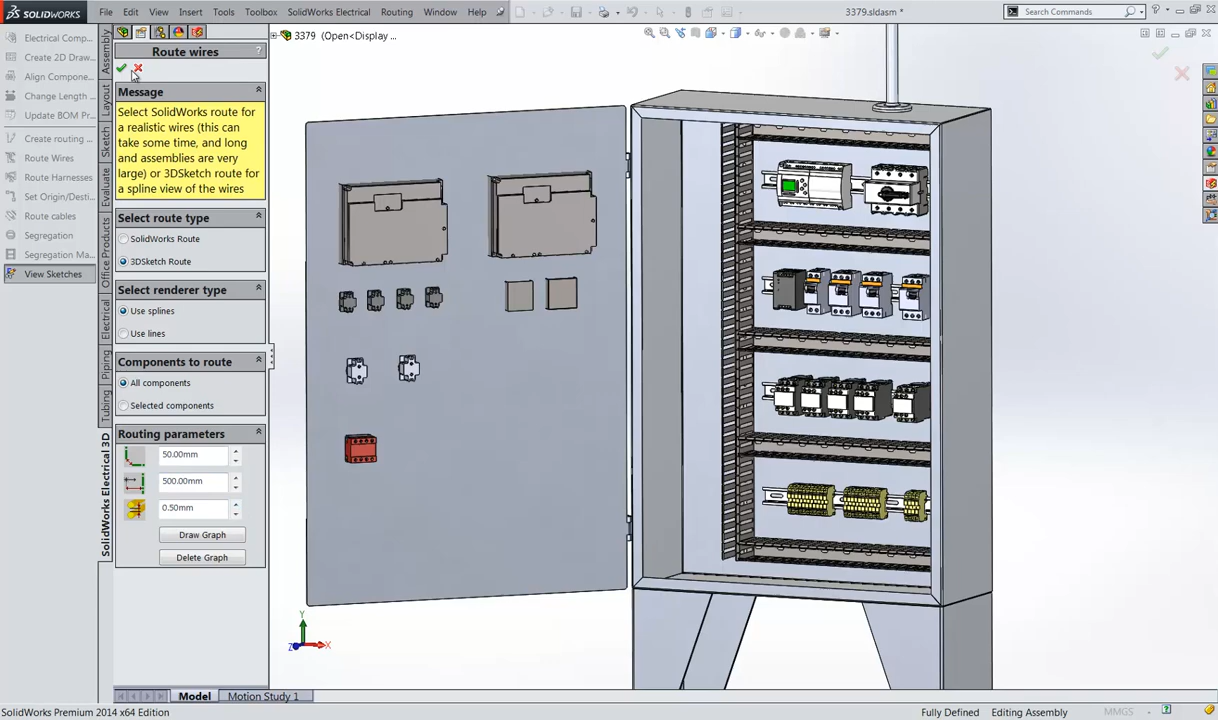 SOLIDWORKS File Edit View Insert Tools Toolbox SolidWorks Electrical Routing Window Help 3379.sldasm * Search Commands
3379 (Open<Display ...
Electrical Comp...
Create 2D Draw...
Align Compone...
Change Length ...
Update BOM Pr...
Create routing ...
Route Wires
Route Harnesses
Set Origin/Desti...
Route cables
Segregation
Segregation Ma...
View Sketches
Assembly
Layout
Sketch
Evaluate
Office Products
Electrical
Piping
Tubing
SolidWorks Electrical 3D
Route wires ?
Message
Select SolidWorks route for
a realistic wires (this can
take some time, and long
and assemblies are very
large) or 3DSketch route for
a spline view of the wires
Select route type
SolidWorks Route
3DSketch Route
Select renderer type
Use splines
Use lines
Components to route
All components
Selected components
Routing parameters
50.00mm
500.00mm
0.50mm
Draw Graph
Delete Graph
Y
Z X
Model Motion Study 1
SolidWorks Premium 2014 x64 Edition Fully Defined Editing Assembly MMGS